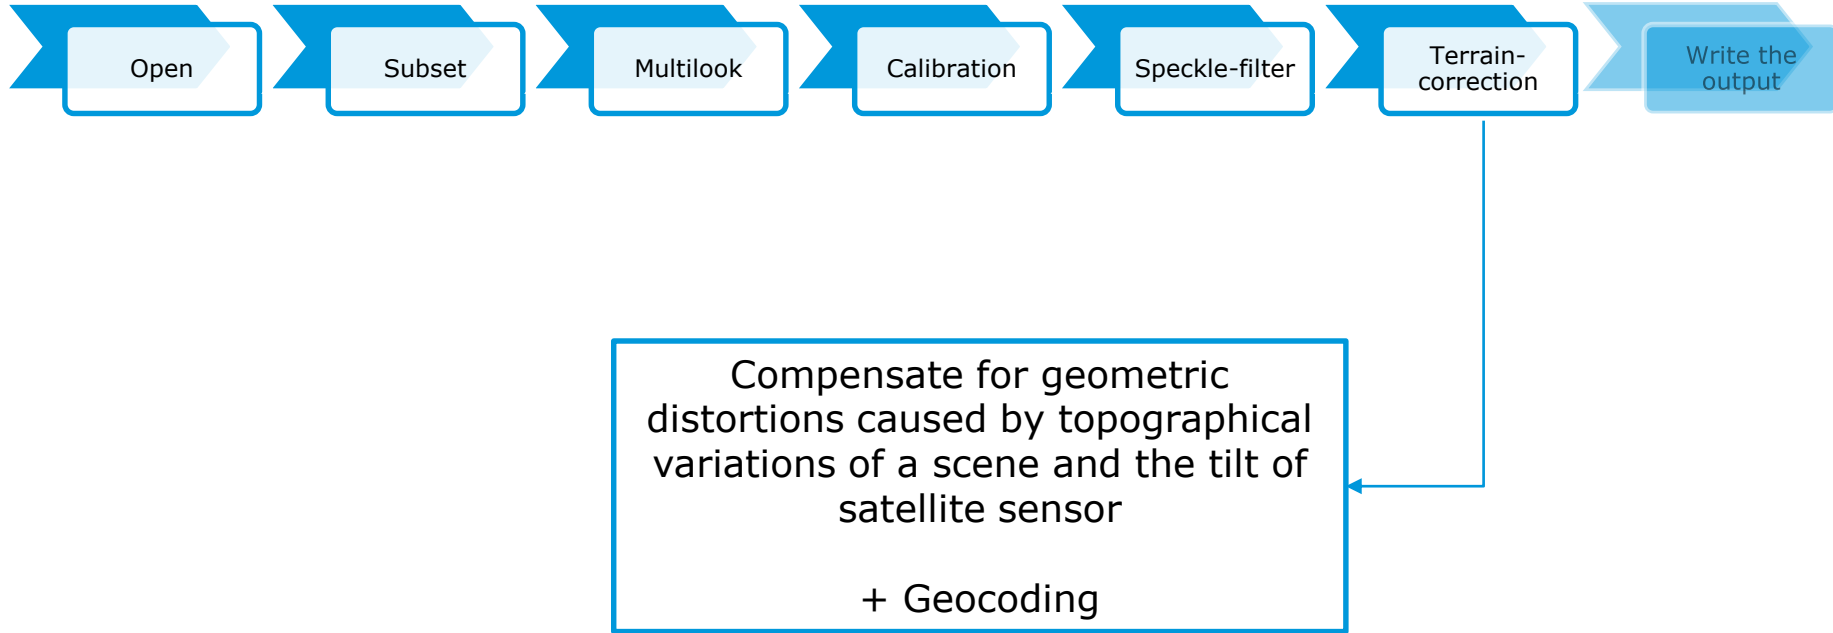 Open
Subset
Multilook
Calibration
Speckle-filter
Terrain-
correction
Write the
output
Compensate for geometric
distortions caused by topographical
variations of a scene and the tilt of
satellite sensor
+ Geocoding